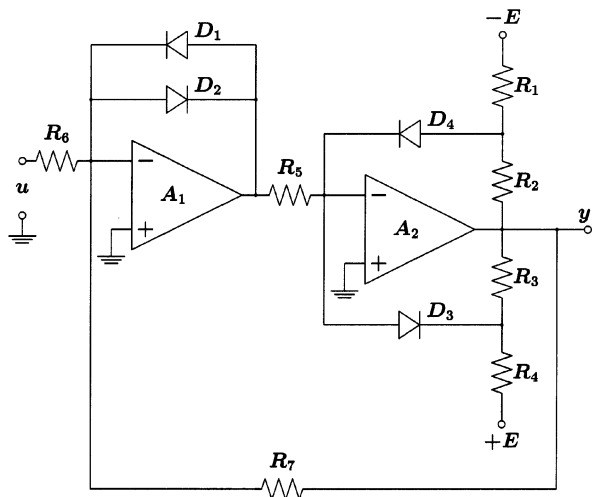 −E
D₁
R₁
D₂
D₄
R₆
R₅
R₂
−
u
A₁
−
y
+
A₂
R₃
+
D₃
R₄
+E
R₇